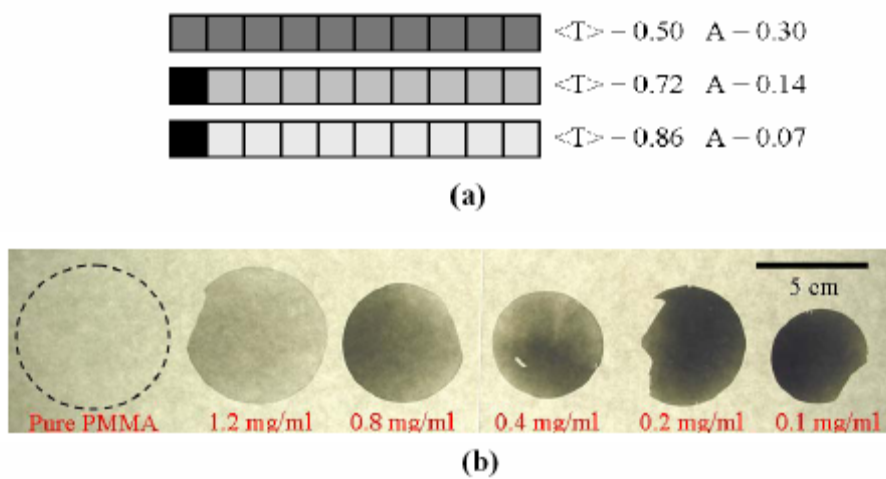 <T> – 0.50 A – 0.30
<T> – 0.72 A – 0.14
<T> – 0.86 A – 0.07
(a)
5 cm
Pure PMMA 1.2 mg/ml 0.8 mg/ml 0.4 mg/ml 0.2 mg/ml 0.1 mg/ml
(b)